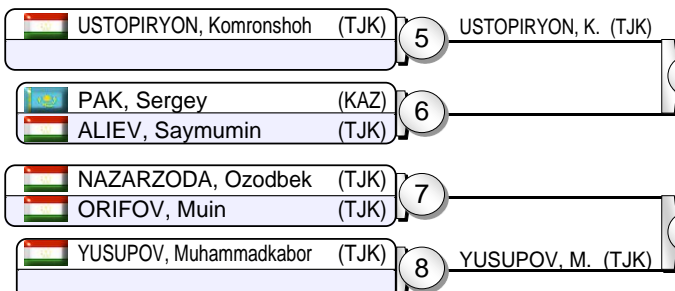 USTOPIRYON, Komronshoh (TJK) 5 USTOPIRYON, K. (TJK)
PAK, Sergey (KAZ)
6
ALIEV, Saymumin (TJK)
NAZARZODA, Ozodbek (TJK)
7
ORIFOV, Muin (TJK)
YUSUPOV, Muhammadkabor (TJK) 8 YUSUPOV, M. (TJK)